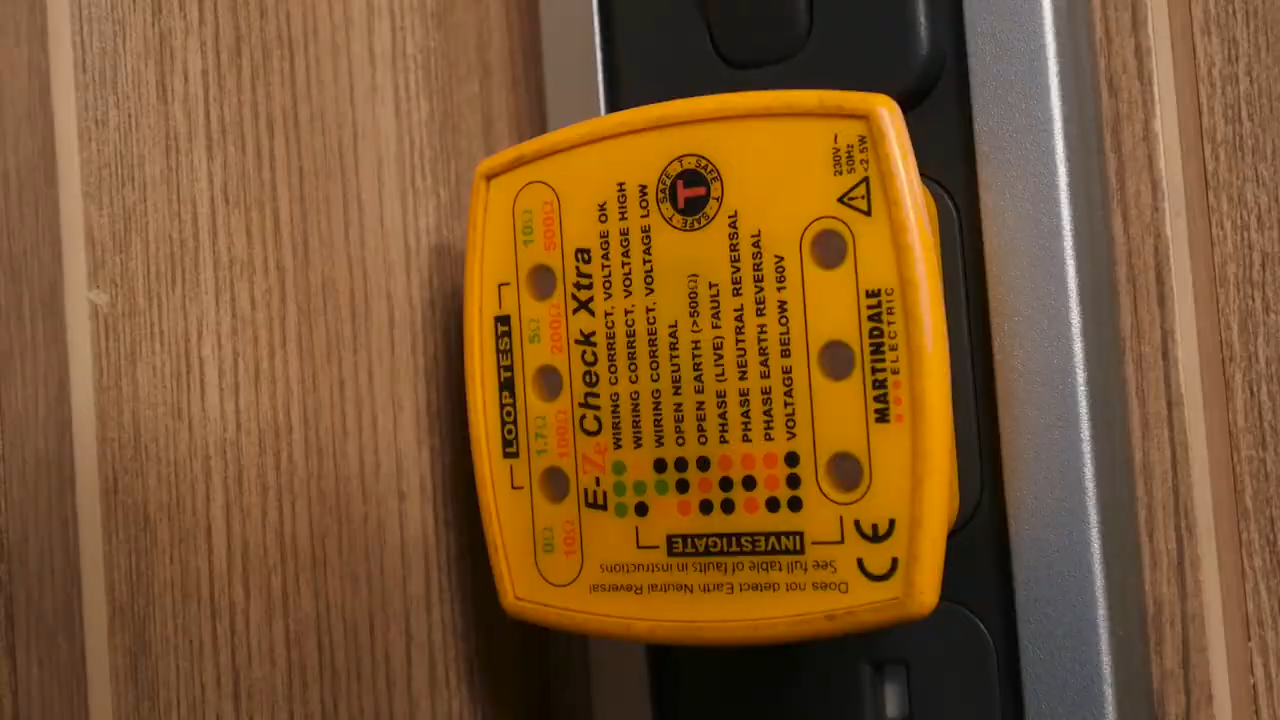 LOOP TEST
0Ω 1.7Ω 5Ω 10Ω
10Ω 100Ω 200Ω 500Ω
E-Ze Check Xtra
WIRING CORRECT, VOLTAGE OK
WIRING CORRECT, VOLTAGE HIGH
WIRING CORRECT, VOLTAGE LOW
OPEN NEUTRAL
OPEN EARTH (>500Ω)
PHASE (LIVE) FAULT
PHASE NEUTRAL REVERSAL
PHASE EARTH REVERSAL
VOLTAGE BELOW 160V
T-SAFE T-SAFE T-SAFE
T
INVESTIGATE
See full table of faults in instructions
Does not detect Earth Neutral Reversal
MARTINDALE
ELECTRIC
CE
230V~
50Hz
<2.5W